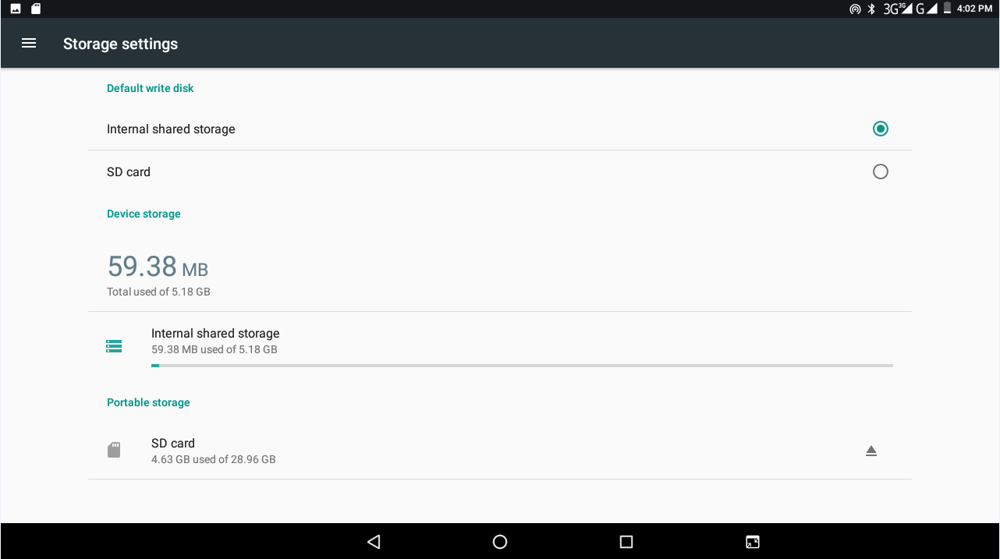 3G 3G G 4:02 PM
Storage settings
Default write disk
Internal shared storage
SD card
Device storage
59.38 MB
Total used of 5.18 GB
Internal shared storage
59.38 MB used of 5.18 GB
Portable storage
SD card
4.63 GB used of 28.96 GB